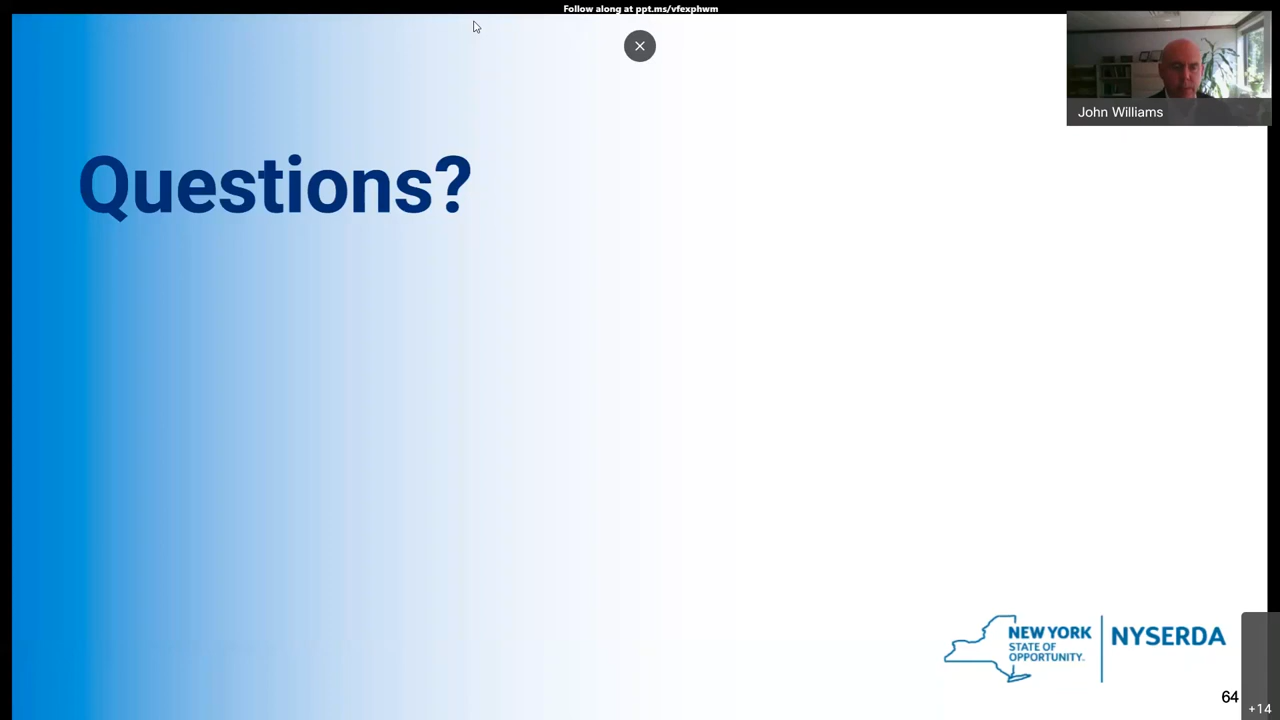 Follow along at ppt.ms/vfexphwm
John Williams
Questions?
NEW YORK
STATE OF
OPPORTUNITY.
NYSERDA
64
+14